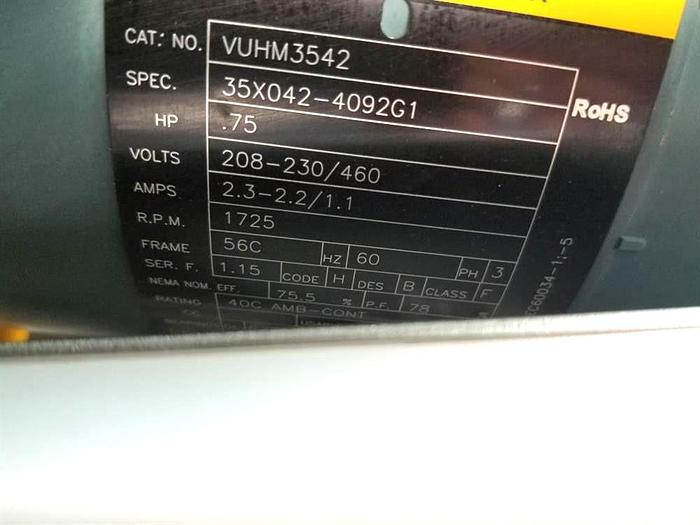 CAT. NO. VUHM3542
SPEC. 35X042-4092G1
RoHS
HP .75
VOLTS 208-230/460
AMPS 2.3-2.2/1.1
R.P.M. 1725
FRAME 56C HZ 60 PH 3
SER. F. 1.15 CODE H DES B CLASS F
NEMA NOM. EFF. 75.5 % P.F. 78
RATING 40C AMB-CONT
CC
C60034-1;-5